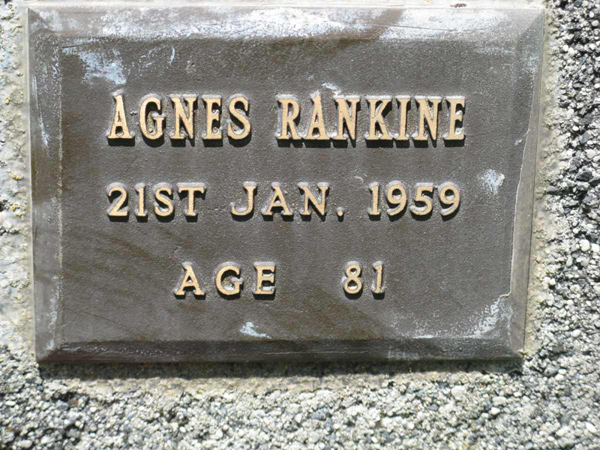 AGNES RANKINE
21ST JAN. 1959
AGE 81